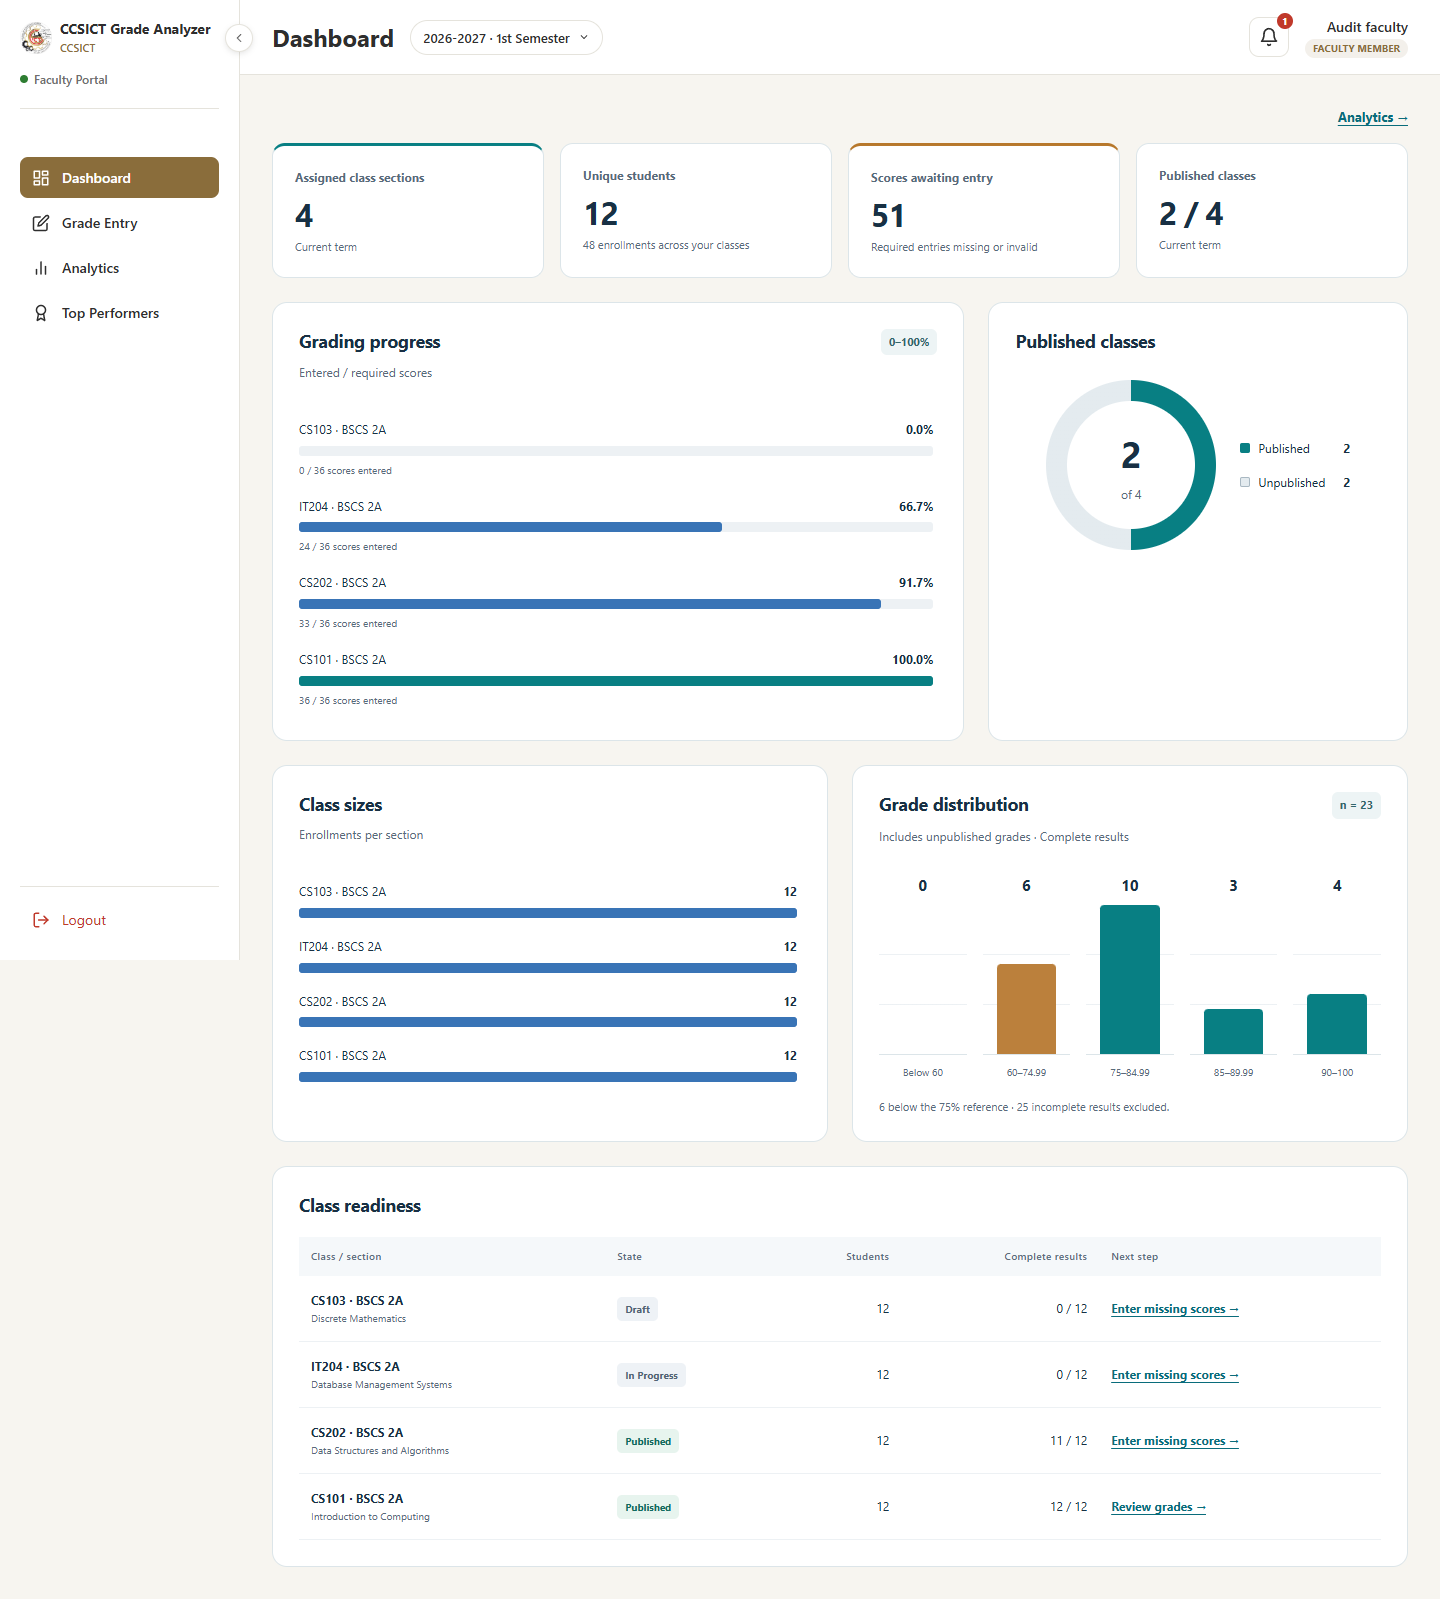 CCSICT Grade Analyzer
CCSICT
Faculty Portal
Dashboard
Grade Entry
Analytics
Top Performers
Logout
Dashboard
2026-2027 · 1st Semester
1
Audit faculty
FACULTY MEMBER
Analytics →
Assigned class sections
4
Current term
Unique students
12
48 enrollments across your classes
Scores awaiting entry
51
Required entries missing or invalid
Published classes
2 / 4
Current term
Grading progress
0–100%
Entered / required scores
CS103 · BSCS 2A 0.0%
0 / 36 scores entered
IT204 · BSCS 2A 66.7%
24 / 36 scores entered
CS202 · BSCS 2A 91.7%
33 / 36 scores entered
CS101 · BSCS 2A 100.0%
36 / 36 scores entered
Published classes
2
of 4
Published 2
Unpublished 2
Class sizes
Enrollments per section
CS103 · BSCS 2A 12
IT204 · BSCS 2A 12
CS202 · BSCS 2A 12
CS101 · BSCS 2A 12
Grade distribution
n = 23
Includes unpublished grades · Complete results
0 6 10 3 4
Below 60 60–74.99 75–84.99 85–89.99 90–100
6 below the 75% reference · 25 incomplete results excluded.
Class readiness
Class / section State Students Complete results Next step
CS103 · BSCS 2A
Discrete Mathematics
Draft 12 0 / 12 Enter missing scores →
IT204 · BSCS 2A
Database Management Systems
In Progress 12 0 / 12 Enter missing scores →
CS202 · BSCS 2A
Data Structures and Algorithms
Published 12 11 / 12 Enter missing scores →
CS101 · BSCS 2A
Introduction to Computing
Published 12 12 / 12 Review grades →